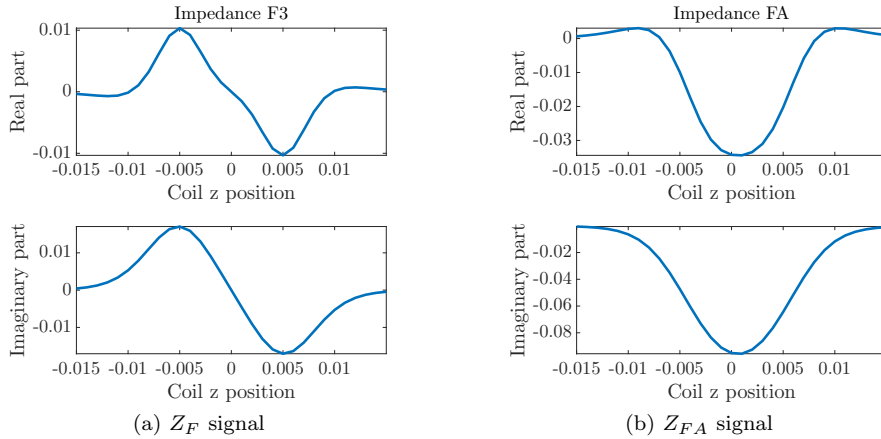 Impedance F3
Real part
0.01
0
-0.01
-0.015 -0.01 -0.005 0 0.005 0.01
Coil z position
Imaginary part
0.01
0
-0.01
-0.015 -0.01 -0.005 0 0.005 0.01
Coil z position
(a) Z_F signal
Impedance FA
Real part
0
-0.01
-0.02
-0.03
-0.015 -0.01 -0.005 0 0.005 0.01
Coil z position
Imaginary part
-0.02
-0.04
-0.06
-0.08
-0.015 -0.01 -0.005 0 0.005 0.01
Coil z position
(b) Z_{FA} signal